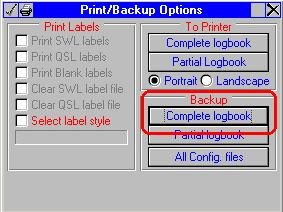 Print/Backup Options
Print Labels
Print SWL labels
Print QSL labels
Print Blank labels
Clear SWL label file
Clear QSL label file
Select label style
To Printer
Complete logbook
Partial Logbook
Portrait
Landscape
Backup
Complete logbook
Partial logbook
All Config. files